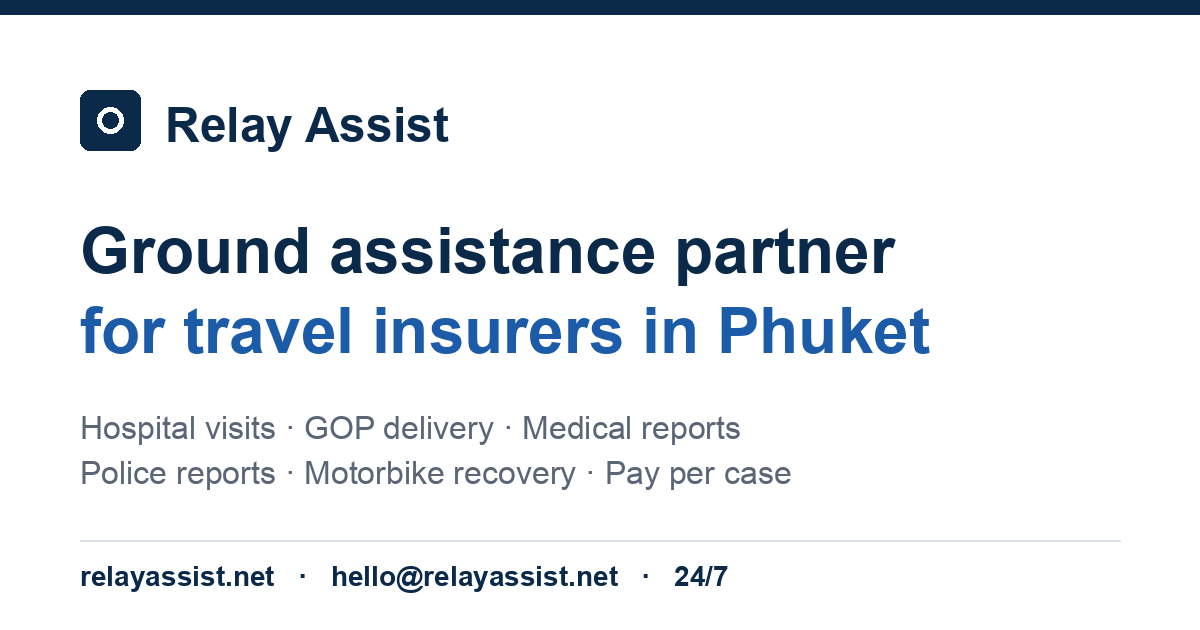 Relay Assist
Ground assistance partner
for travel insurers in Phuket
Hospital visits · GOP delivery · Medical reports
Police reports · Motorbike recovery · Pay per case
relayassist.net · hello@relayassist.net · 24/7